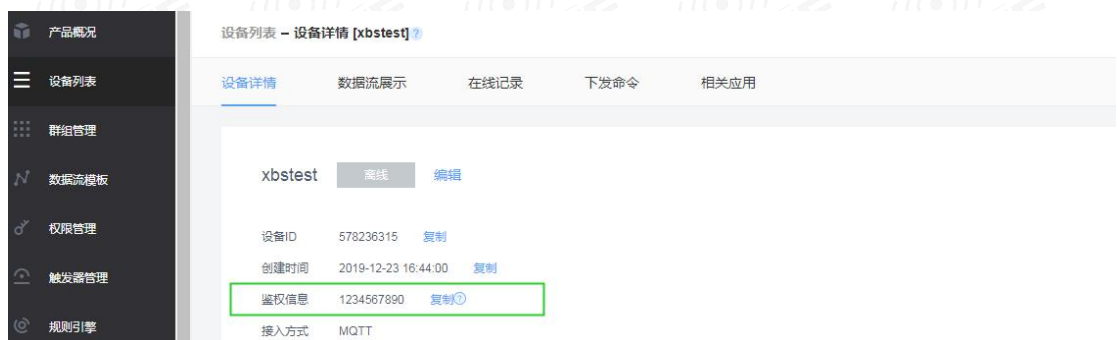 产品概况
设备列表
群组管理
数据流模板
权限管理
触发器管理
规则引擎
设备列表 – 设备详情 [xbstest] ?
设备详情 数据流展示 在线记录 下发命令 相关应用
xbstest 离线 编辑
设备ID 578236315 复制
创建时间 2019-12-23 16:44:00 复制
鉴权信息 1234567890 复制?
接入方式 MQTT